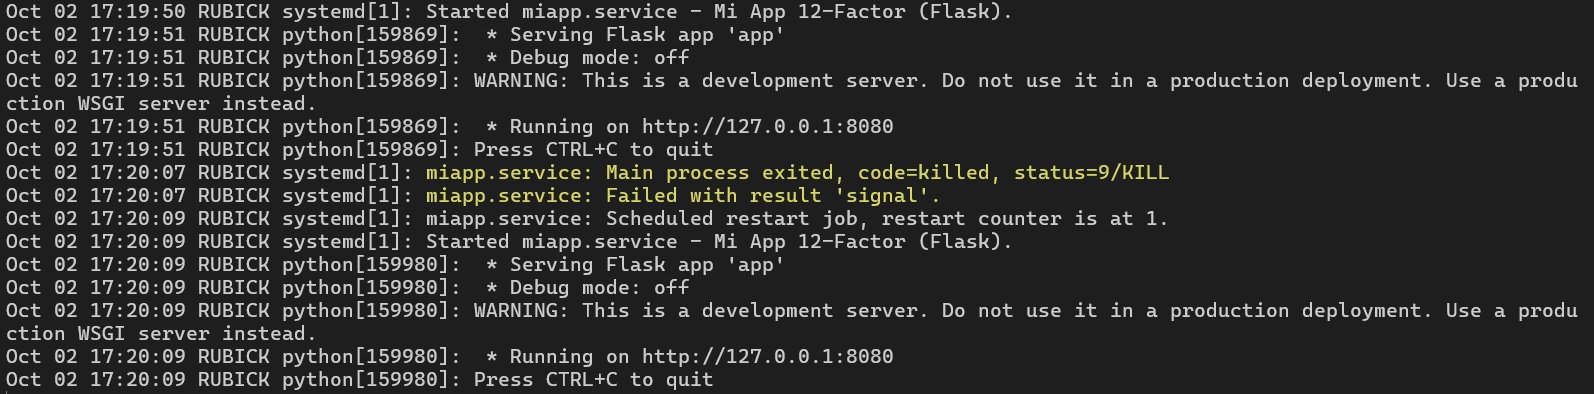 Oct 02 17:19:50 RUBICK systemd[1]: Started miapp.service - Mi App 12-Factor (Flask).
Oct 02 17:19:51 RUBICK python[159869]:  * Serving Flask app 'app'
Oct 02 17:19:51 RUBICK python[159869]:  * Debug mode: off
Oct 02 17:19:51 RUBICK python[159869]: WARNING: This is a development server. Do not use it in a production deployment. Use a produ
ction WSGI server instead.
Oct 02 17:19:51 RUBICK python[159869]:  * Running on http://127.0.0.1:8080
Oct 02 17:19:51 RUBICK python[159869]: Press CTRL+C to quit
Oct 02 17:20:07 RUBICK systemd[1]: miapp.service: Main process exited, code=killed, status=9/KILL
Oct 02 17:20:07 RUBICK systemd[1]: miapp.service: Failed with result 'signal'.
Oct 02 17:20:09 RUBICK systemd[1]: miapp.service: Scheduled restart job, restart counter is at 1.
Oct 02 17:20:09 RUBICK systemd[1]: Started miapp.service - Mi App 12-Factor (Flask).
Oct 02 17:20:09 RUBICK python[159980]:  * Serving Flask app 'app'
Oct 02 17:20:09 RUBICK python[159980]:  * Debug mode: off
Oct 02 17:20:09 RUBICK python[159980]: WARNING: This is a development server. Do not use it in a production deployment. Use a produ
ction WSGI server instead.
Oct 02 17:20:09 RUBICK python[159980]:  * Running on http://127.0.0.1:8080
Oct 02 17:20:09 RUBICK python[159980]: Press CTRL+C to quit